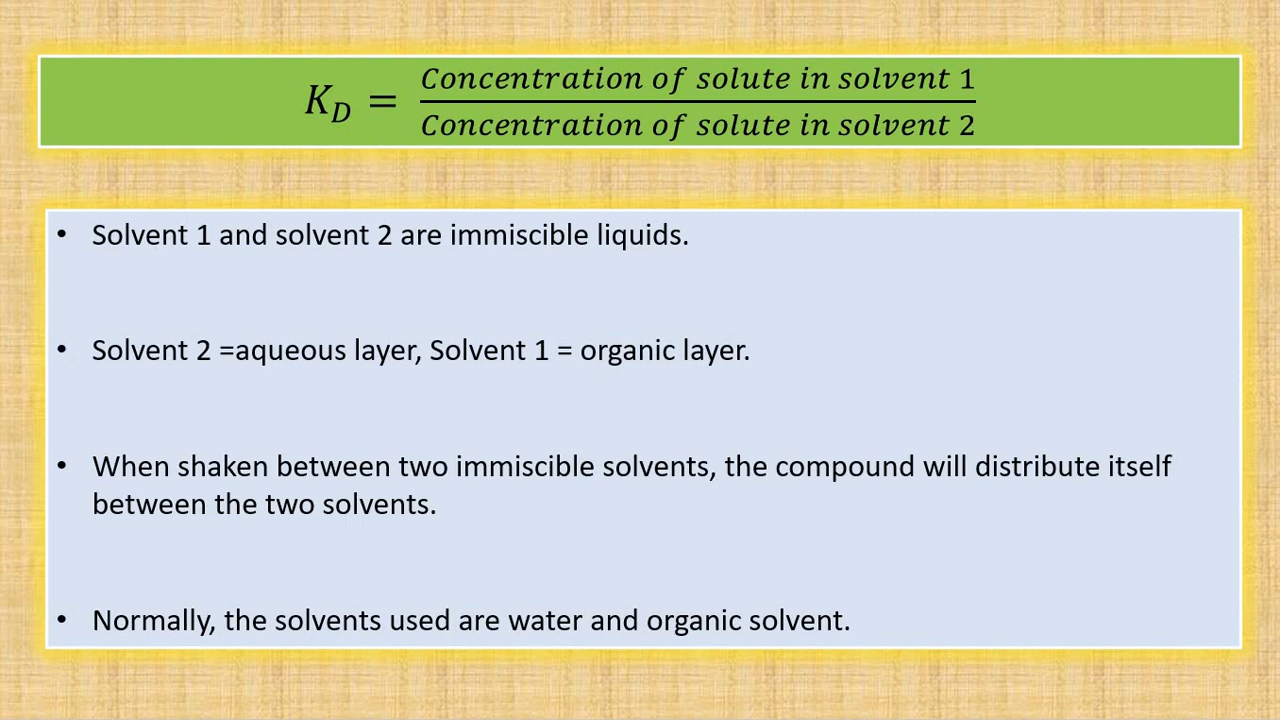 K_D = Concentration of solute in solvent 1 / Concentration of solute in solvent 2
• Solvent 1 and solvent 2 are immiscible liquids.
• Solvent 2 =aqueous layer, Solvent 1 = organic layer.
• When shaken between two immiscible solvents, the compound will distribute itself
between the two solvents.
• Normally, the solvents used are water and organic solvent.